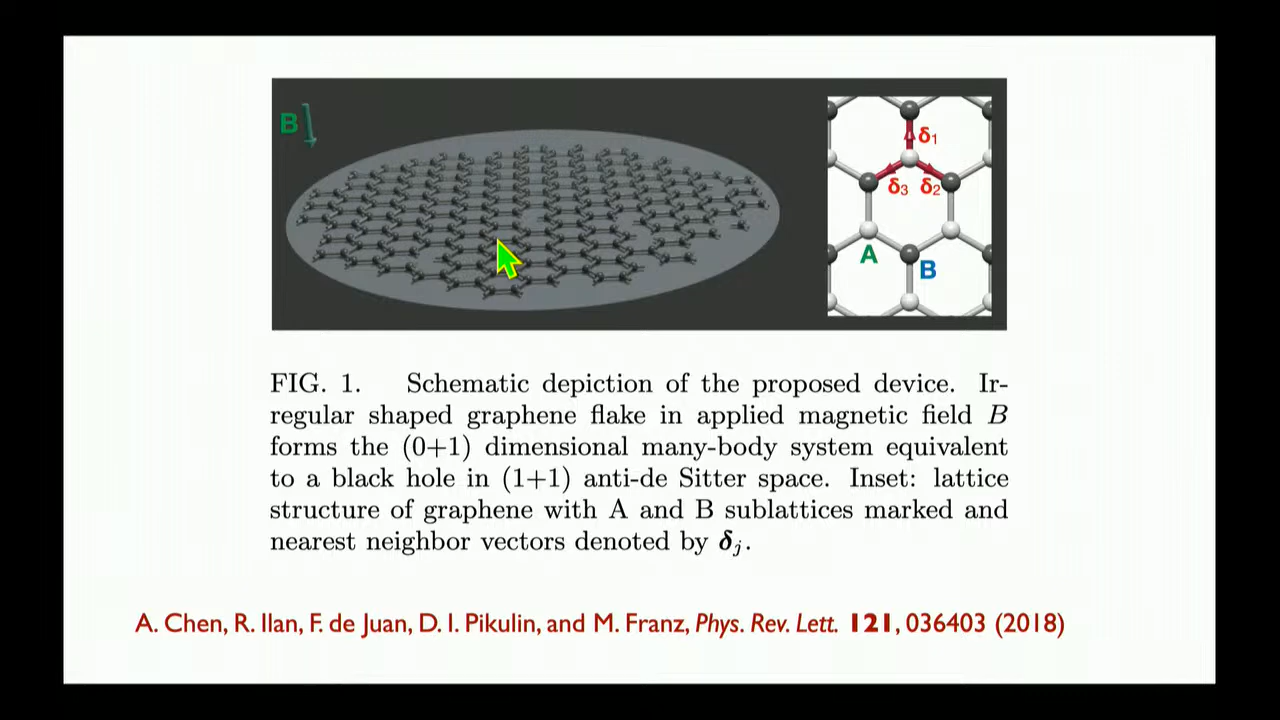 B
δ1
δ3 δ2
A
B
FIG. 1. Schematic depiction of the proposed device. Ir-
regular shaped graphene flake in applied magnetic field B
forms the (0+1) dimensional many-body system equivalent
to a black hole in (1+1) anti-de Sitter space. Inset: lattice
structure of graphene with A and B sublattices marked and
nearest neighbor vectors denoted by δj.
A. Chen, R. Ilan, F. de Juan, D. I. Pikulin, and M. Franz, Phys. Rev. Lett. 121, 036403 (2018)